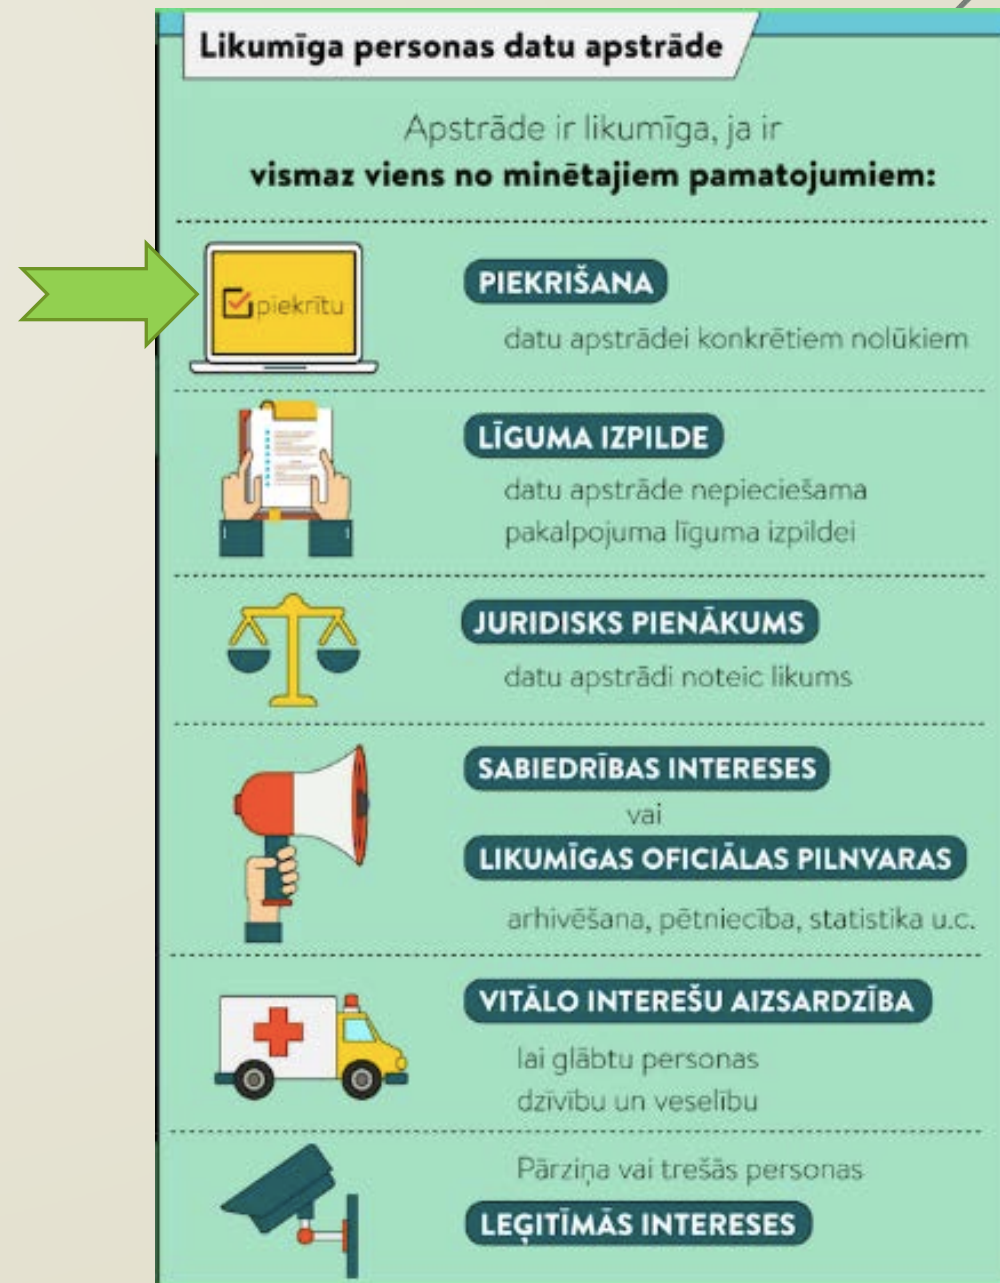 Likumīga personas datu apstrāde
Apstrāde ir likumīga, ja ir
vismaz viens no minētajiem pamatojumiem:
piekrītu
PIEKRIŠANA
datu apstrādei konkrētiem nolūkiem
LĪGUMA IZPILDE
datu apstrāde nepieciešama
pakalpojuma līguma izpildei
JURIDISKS PIENĀKUMS
datu apstrādi noteic likums
SABIEDRĪBAS INTERESES
vai
LIKUMĪGAS OFICIĀLAS PILNVARAS
arhivēšana, pētniecība, statistika u.c.
VITĀLO INTEREŠU AIZSARDZĪBA
lai glābtu personas
dzīvību un veselību
Pārziņa vai trešās personas
LEĢITĪMĀS INTERESES